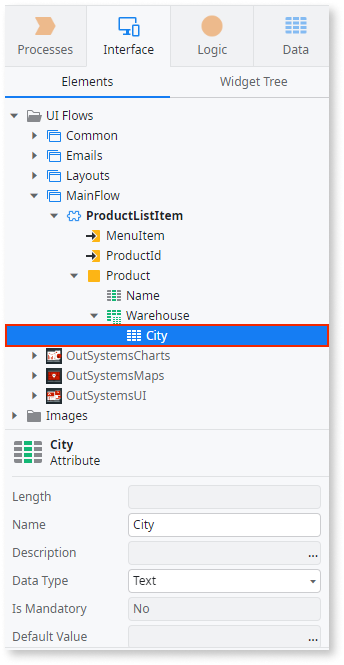 Processes Interface Logic Data
Elements Widget Tree
UI Flows
Common
Emails
Layouts
MainFlow
ProductListItem
MenuItem
ProductId
Product
Name
Warehouse
City
OutSystemsCharts
OutSystemsMaps
OutSystemsUI
Images
City
Attribute
Length
Name City
Description ...
Data Type Text
Is Mandatory No
Default Value ...